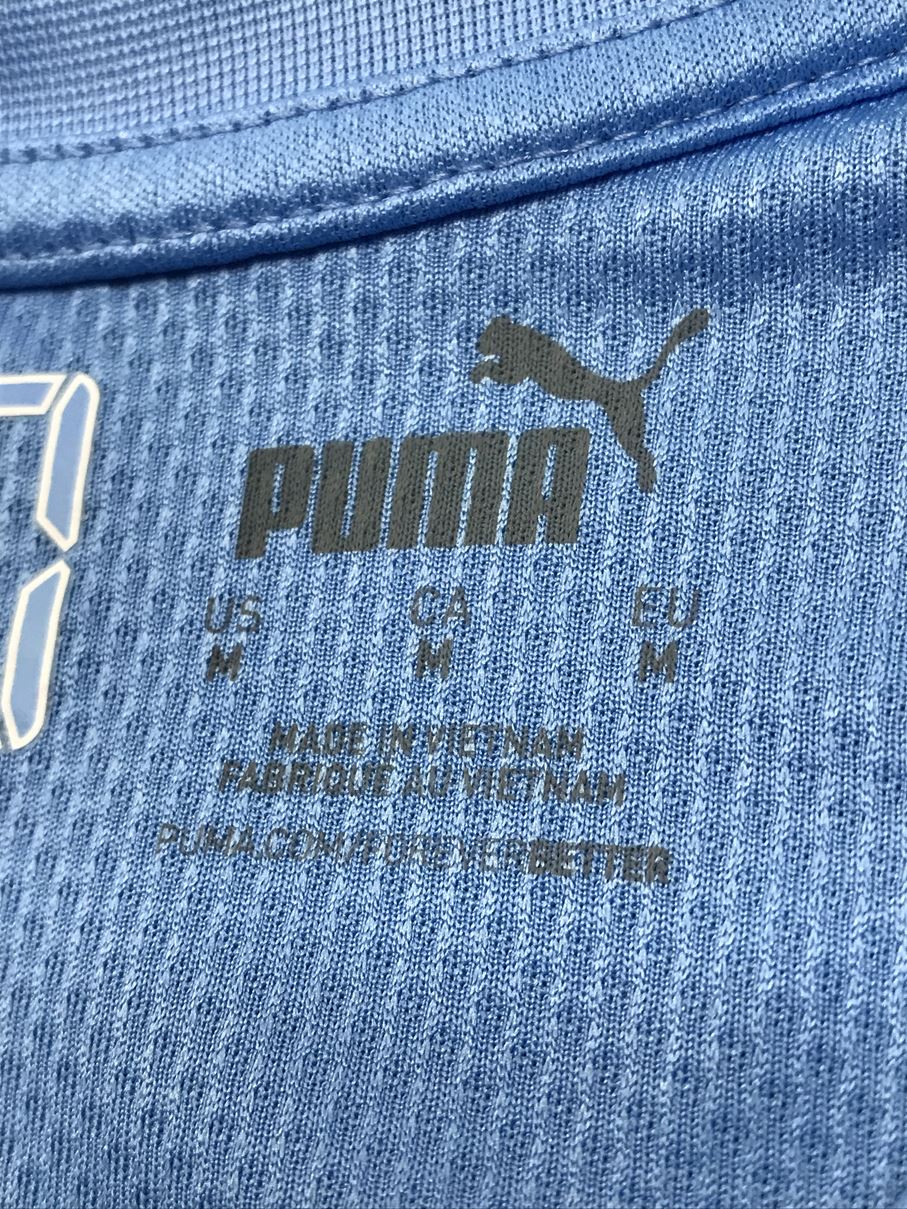 PUMA
US CA EU
M M M
MADE IN VIETNAM
FABRIQUE AU VIETNAM
PUMA.COM/FOREVERBETTER